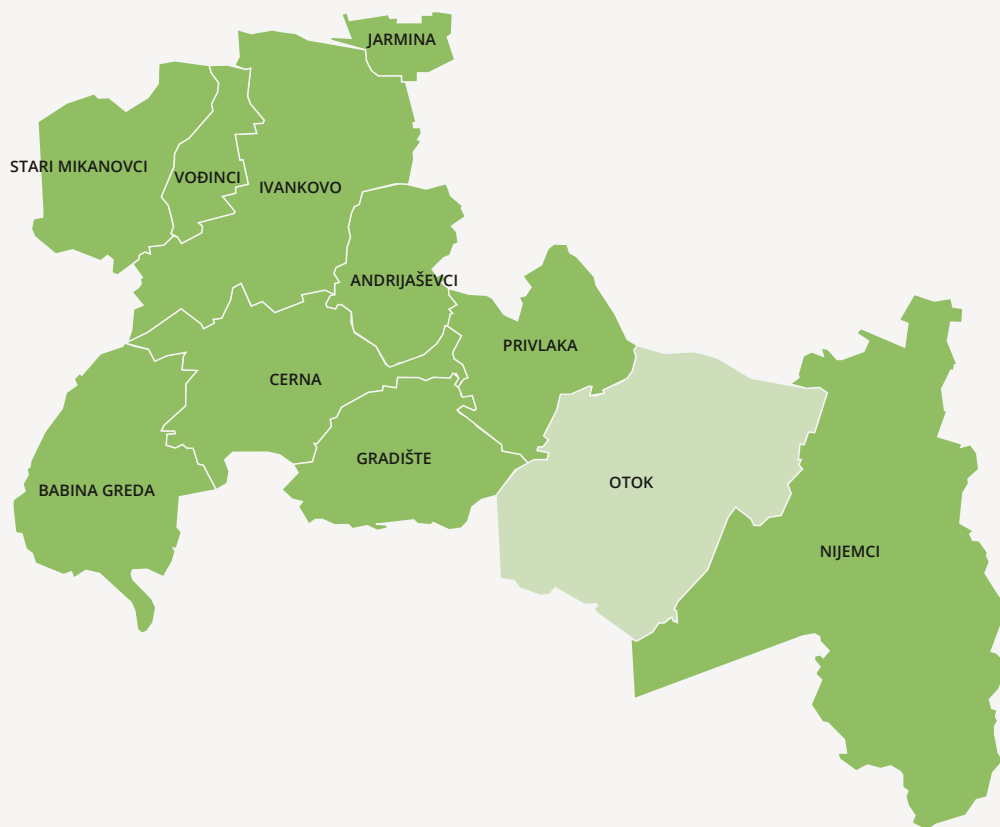 JARMINA
STARI MIKANOVCI
VOĐINCI
IVANKOVO
ANDRIJAŠEVCI
PRIVLAKA
CERNA
GRADIŠTE
OTOK
BABINA GREDA
NIJEMCI